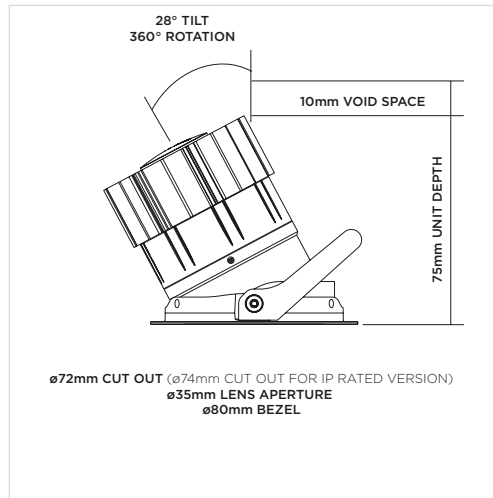 28° TILT
360° ROTATION
10mm VOID SPACE
75mm UNIT DEPTH
ø72mm CUT OUT (ø74mm CUT OUT FOR IP RATED VERSION)
ø35mm LENS APERTURE
ø80mm BEZEL